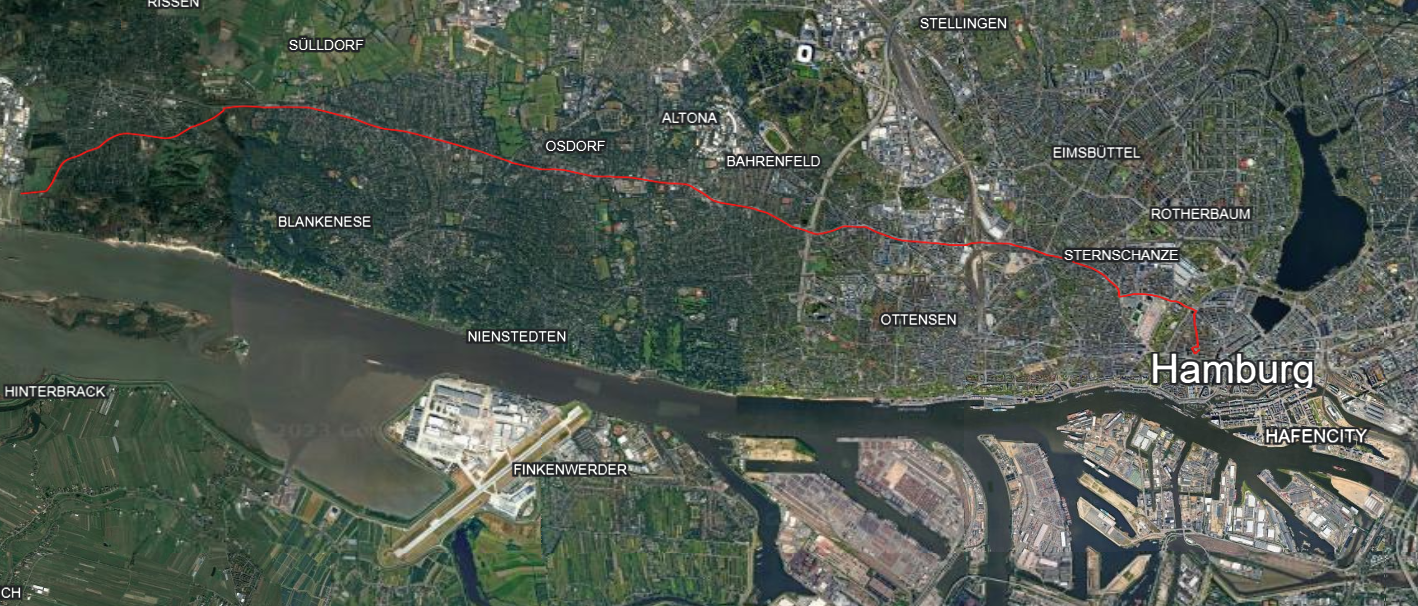 RISSEN
STELLINGEN
SÜLLDORF
ALTONA
OSDORF
BAHRENFELD
EIMSBÜTTEL
BLANKENESE
ROTHERBAUM
STERNSCHANZE
OTTENSEN
NIENSTEDTEN
Hamburg
HINTERBRACK
HAFENCITY
FINKENWERDER
CH